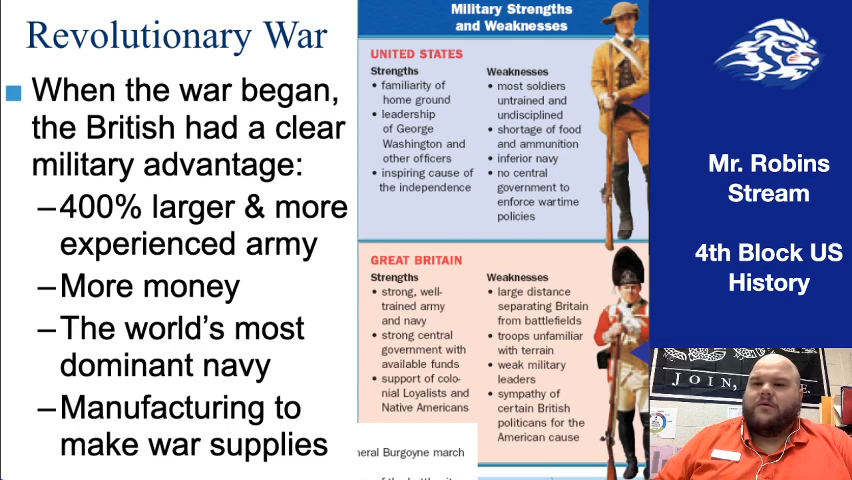 Revolutionary War
When the war began,
the British had a clear
military advantage:
–400% larger & more
experienced army
–More money
–The world's most
dominant navy
–Manufacturing to
make war supplies
Military Strengths
and Weaknesses
UNITED STATES
Strengths
• familiarity of
home ground
• leadership
of George
Washington and
other officers
• inspiring cause of
the independence
Weaknesses
• most soldiers
untrained and
undisciplined
• shortage of food
and ammunition
• inferior navy
• no central
government to
enforce wartime
policies
GREAT BRITAIN
Strengths
• strong, well-
trained army
and navy
• strong central
government with
available funds
• support of colo-
nial Loyalists and
Native Americans
Weaknesses
• large distance
separating Britain
from battlefields
• troops unfamiliar
with terrain
• weak military
leaders
• sympathy of
certain British
politicans for the
American cause
neral Burgoyne march
Mr. Robins
Stream
4th Block US
History
JOIN,